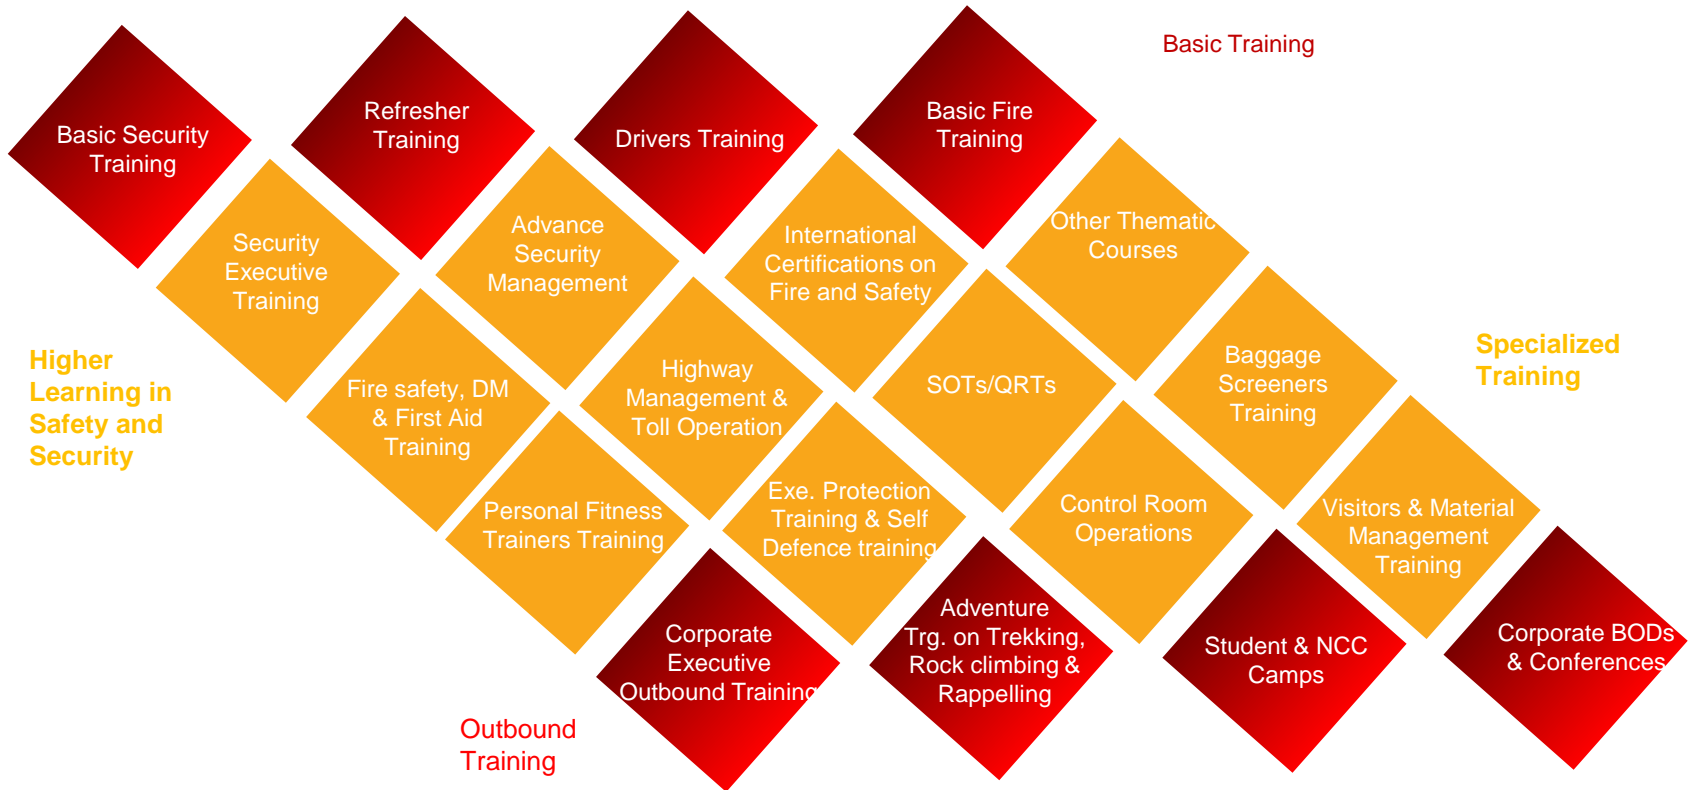 Basic Training
Basic Security
Training
Refresher
Training
Drivers Training
Basic Fire
Training
Security
Executive
Training
Advance
Security
Management
International
Certifications on
Fire and Safety
Other Thematic
Courses
Higher
Learning in
Safety and
Security
Fire safety, DM
& First Aid
Training
Highway
Management &
Toll Operation
SOTs/QRTs
Baggage
Screeners
Training
Specialized
Training
Personal Fitness
Trainers Training
Exe. Protection
Training & Self
Defence training
Control Room
Operations
Visitors & Material
Management
Training
Corporate
Executive
Outbound Training
Adventure
Trg. on Trekking,
Rock climbing &
Rappelling
Student & NCC
Camps
Corporate BODs
& Conferences
Outbound
Training